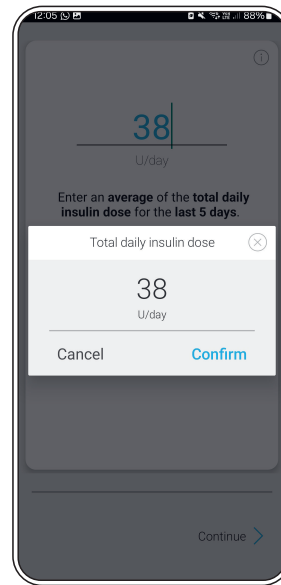 12:05
88%
38
U/day
Enter an average of the total daily
insulin dose for the last 5 days.
Total daily insulin dose
38
U/day
Cancel
Confirm
Continue